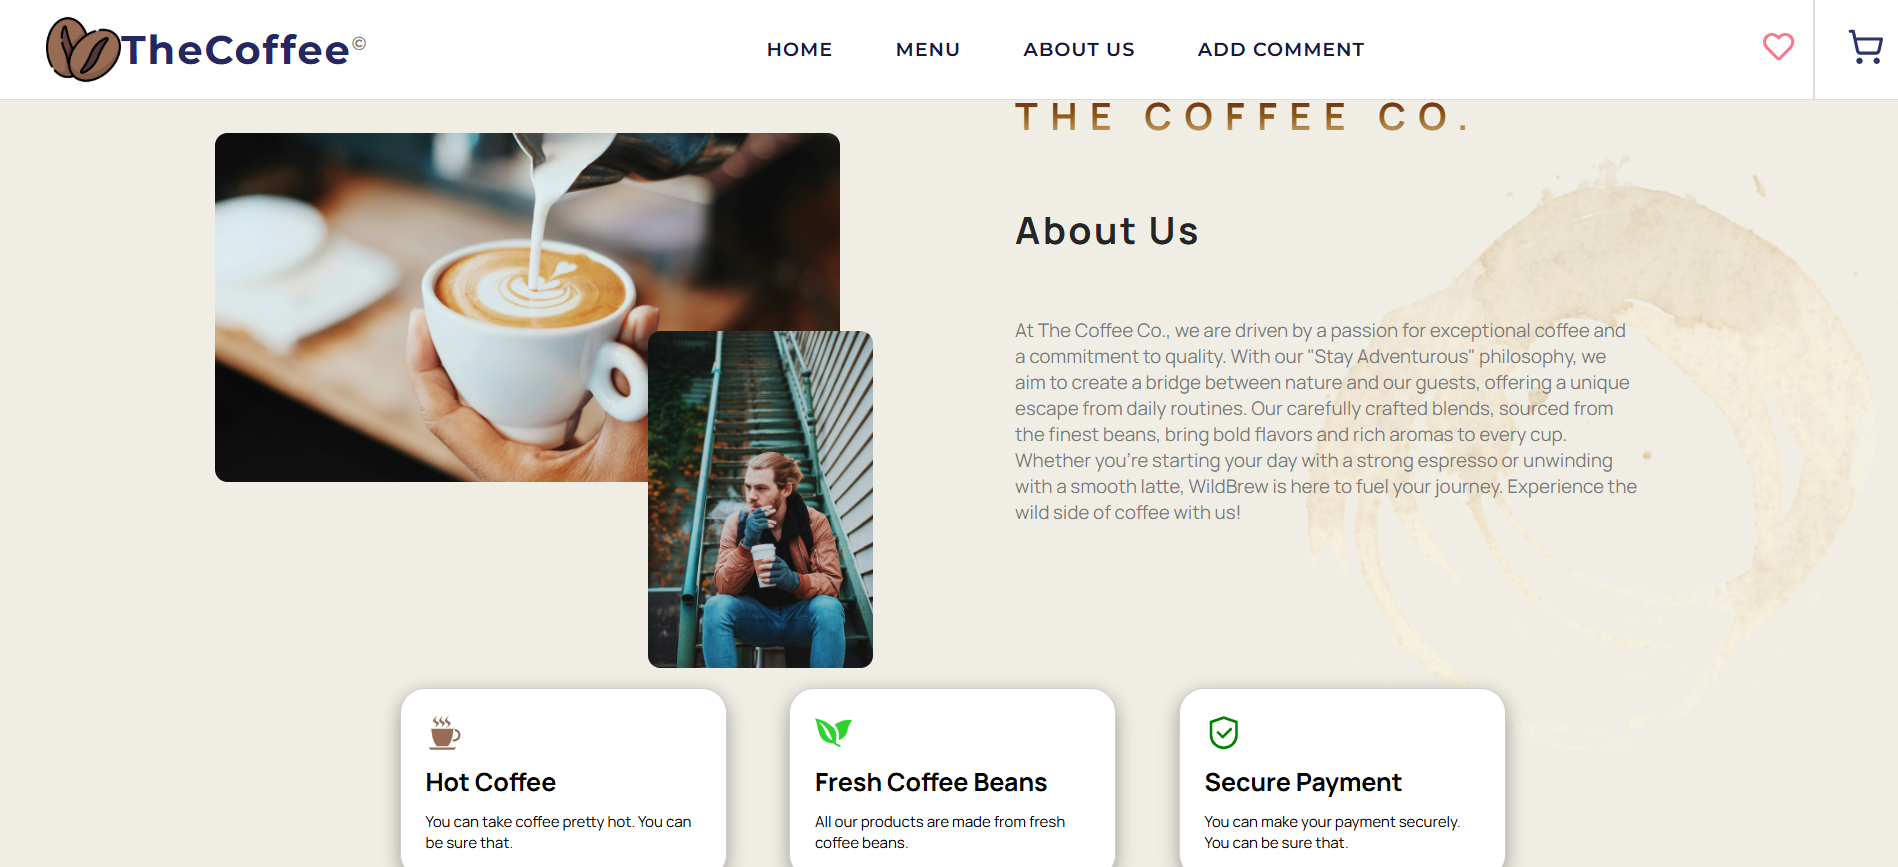 TheCoffee©
HOME MENU ABOUT US ADD COMMENT
THE COFFEE CO.
About Us
At The Coffee Co., we are driven by a passion for exceptional coffee and
a commitment to quality. With our "Stay Adventurous" philosophy, we
aim to create a bridge between nature and our guests, offering a unique
escape from daily routines. Our carefully crafted blends, sourced from
the finest beans, bring bold flavors and rich aromas to every cup.
Whether you're starting your day with a strong espresso or unwinding
with a smooth latte, WildBrew is here to fuel your journey. Experience the
wild side of coffee with us!
Hot Coffee
You can take coffee pretty hot. You can
be sure that.
Fresh Coffee Beans
All our products are made from fresh
coffee beans.
Secure Payment
You can make your payment securely.
You can be sure that.